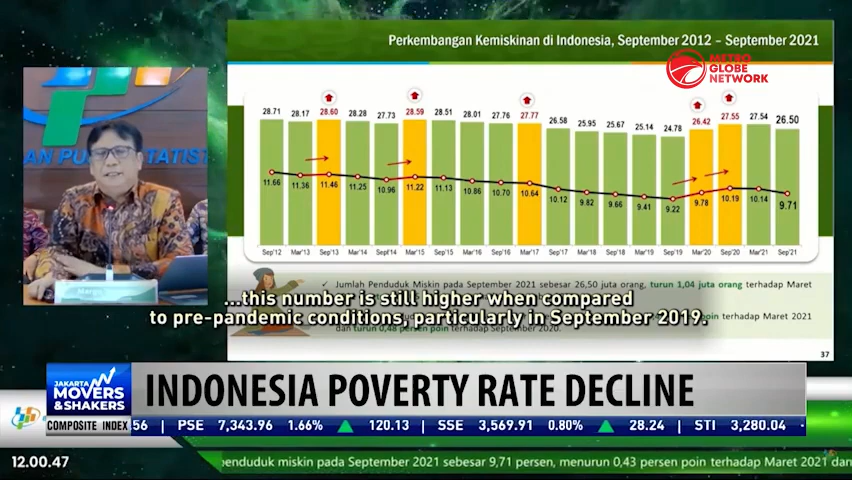 Perkembangan Kemiskinan di Indonesia, September 2012 – September 2021
METRO
GLOBE
NETWORK
28.71 28.17 28.60 28.28 27.73 28.59 28.51 28.01 27.76 27.77 26.58 25.95 25.67 25.14 24.78 26.42 27.55 27.54 26.50
11.66 11.36 11.46 11.25 10.96 11.22 11.13 10.86 10.70 10.64 10.12 9.82 9.66 9.41 9.22 9.78 10.19 10.14 9.71
Sep'12 Mar'13 Sep'13 Mar'14 Sept'14 Mar'15 Sep'15 Mar'16 Sep'16 Mar'17 Sep'17 Mar'18 Sep'18 Mar'19 Sep'19 Mar'20 Sep'20 Mar'21 Sep'21
✓ Jumlah Penduduk Miskin pada September 2021 sebesar 26,50 juta orang, turun 1,04 juta orang terhadap Maret
...this number is still higher when compared
to pre-pandemic conditions, particularly in September 2019.
poin terhadap Maret 2021
dan turun 0,48 persen poin terhadap September 2020.
37
JAKARTA
MOVERS
& SHAKERS
INDONESIA POVERTY RATE DECLINE
COMPOSITE INDEX .56 | PSE 7,343.96 1.66% ▲ 120.13 | SSE 3,569.91 0.80% ▲ 28.24 | STI 3,280.04
12.00.47 penduduk miskin pada September 2021 sebesar 9,71 persen, menurun 0,43 persen poin terhadap Maret 2021 dan